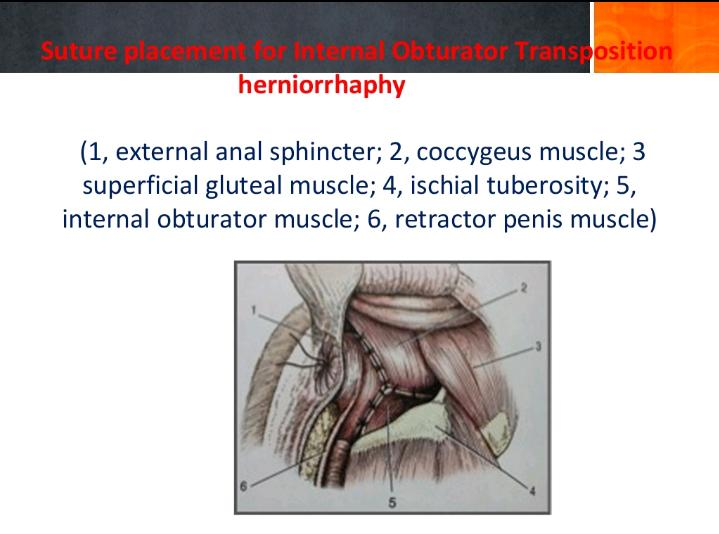 Suture placement for Internal Obturator Transposition
herniorrhaphy
(1, external anal sphincter; 2, coccygeus muscle; 3
superficial gluteal muscle; 4, ischial tuberosity; 5,
internal obturator muscle; 6, retractor penis muscle)
1
2
3
6
4
5